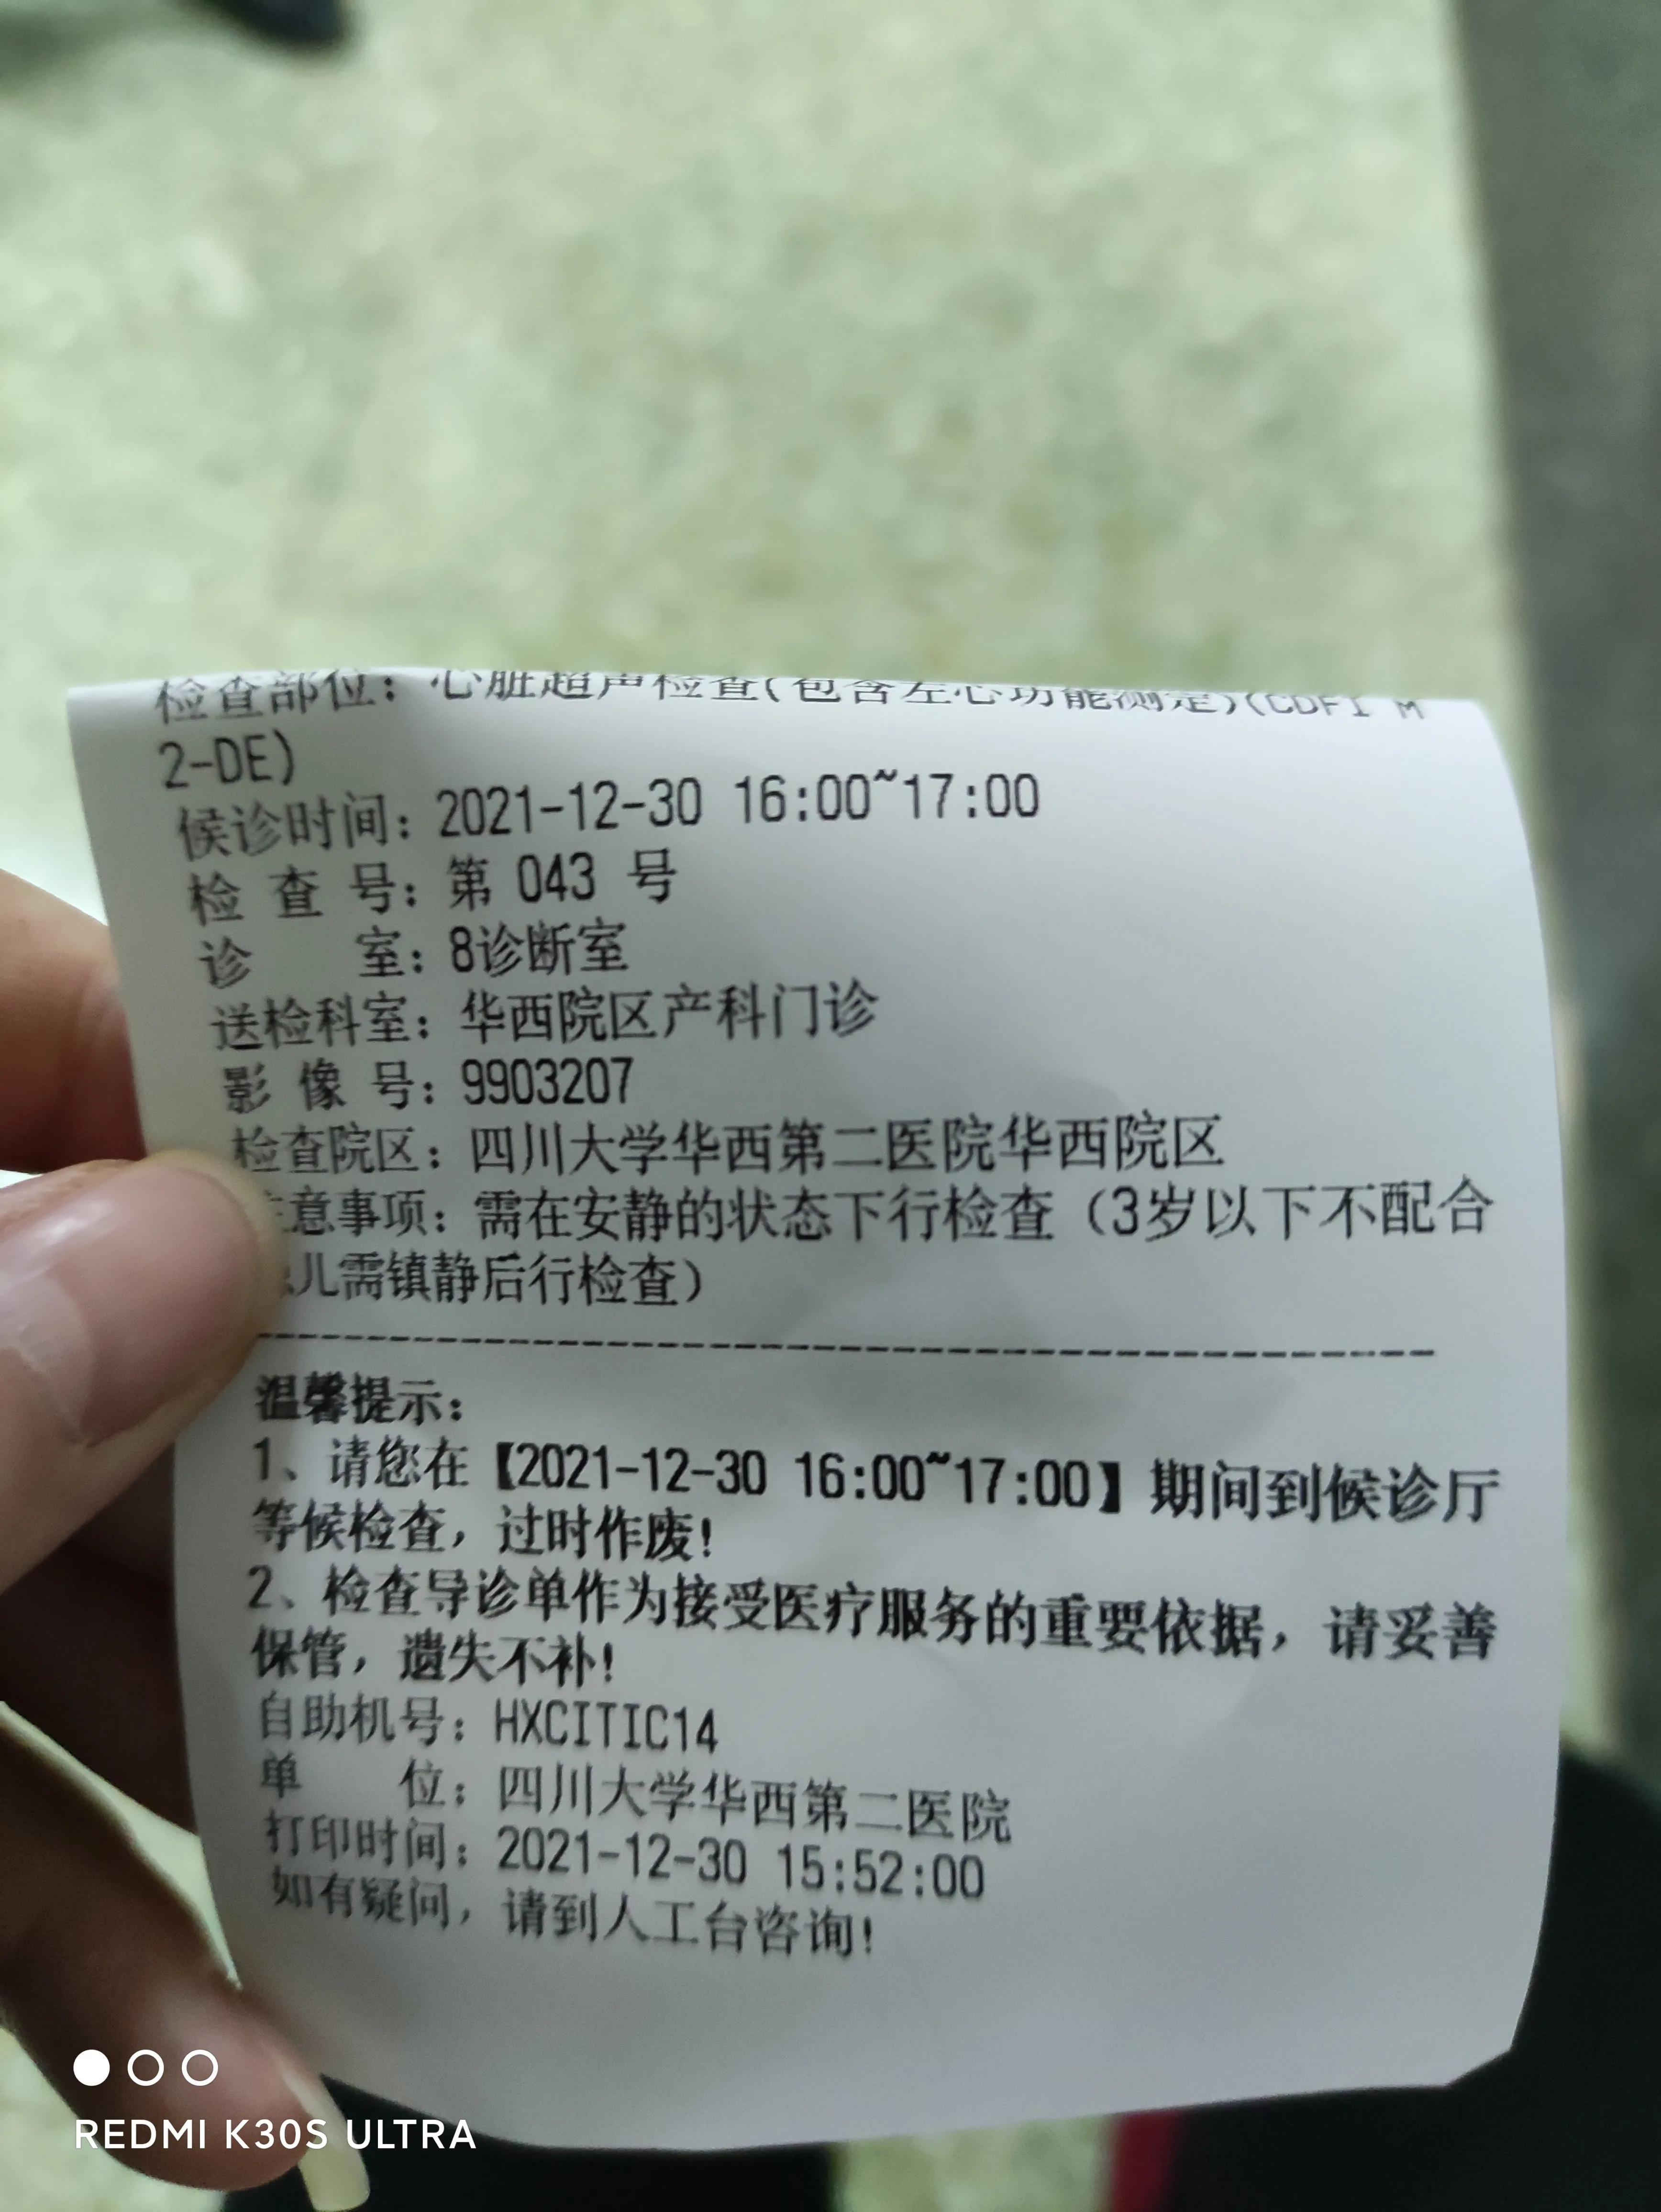 检查部位：心脏超声检查(包含左心功能测定)(CDFI M
2-DE)
候诊时间：2021-12-30 16:00~17:00
检 查 号：第 043 号
诊 室：8诊断室
送检科室：华西院区产科门诊
影 像 号：9903207
检查院区：四川大学华西第二医院华西院区
意事项：需在安静的状态下行检查（3岁以下不配合
儿需镇静后行检查）
温馨提示：
1、请您在【2021-12-30 16:00~17:00】期间到候诊厅
等候检查，过时作废！
2、检查导诊单作为接受医疗服务的重要依据，请妥善
保管，遗失不补！
自助机号：HXCITIC14
单 位：四川大学华西第二医院
打印时间：2021-12-30 15:52:00
如有疑问，请到人工台咨询！
REDMI K30S ULTRA